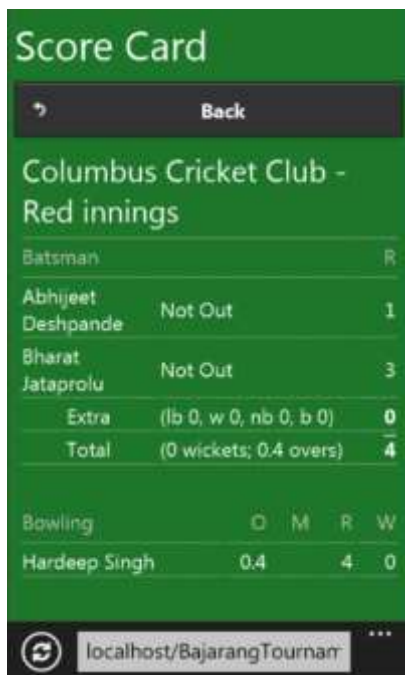 Score Card
Back
Columbus Cricket Club -
Red innings
Batsman R
Abhijeet
Deshpande Not Out 1
Bharat
Jataprolu Not Out 3
Extra (lb 0, w 0, nb 0, b 0) 0
Total (0 wickets; 0.4 overs) 4
Bowling O M R W
Hardeep Singh 0.4 4 0
localhost/BajarangTournam